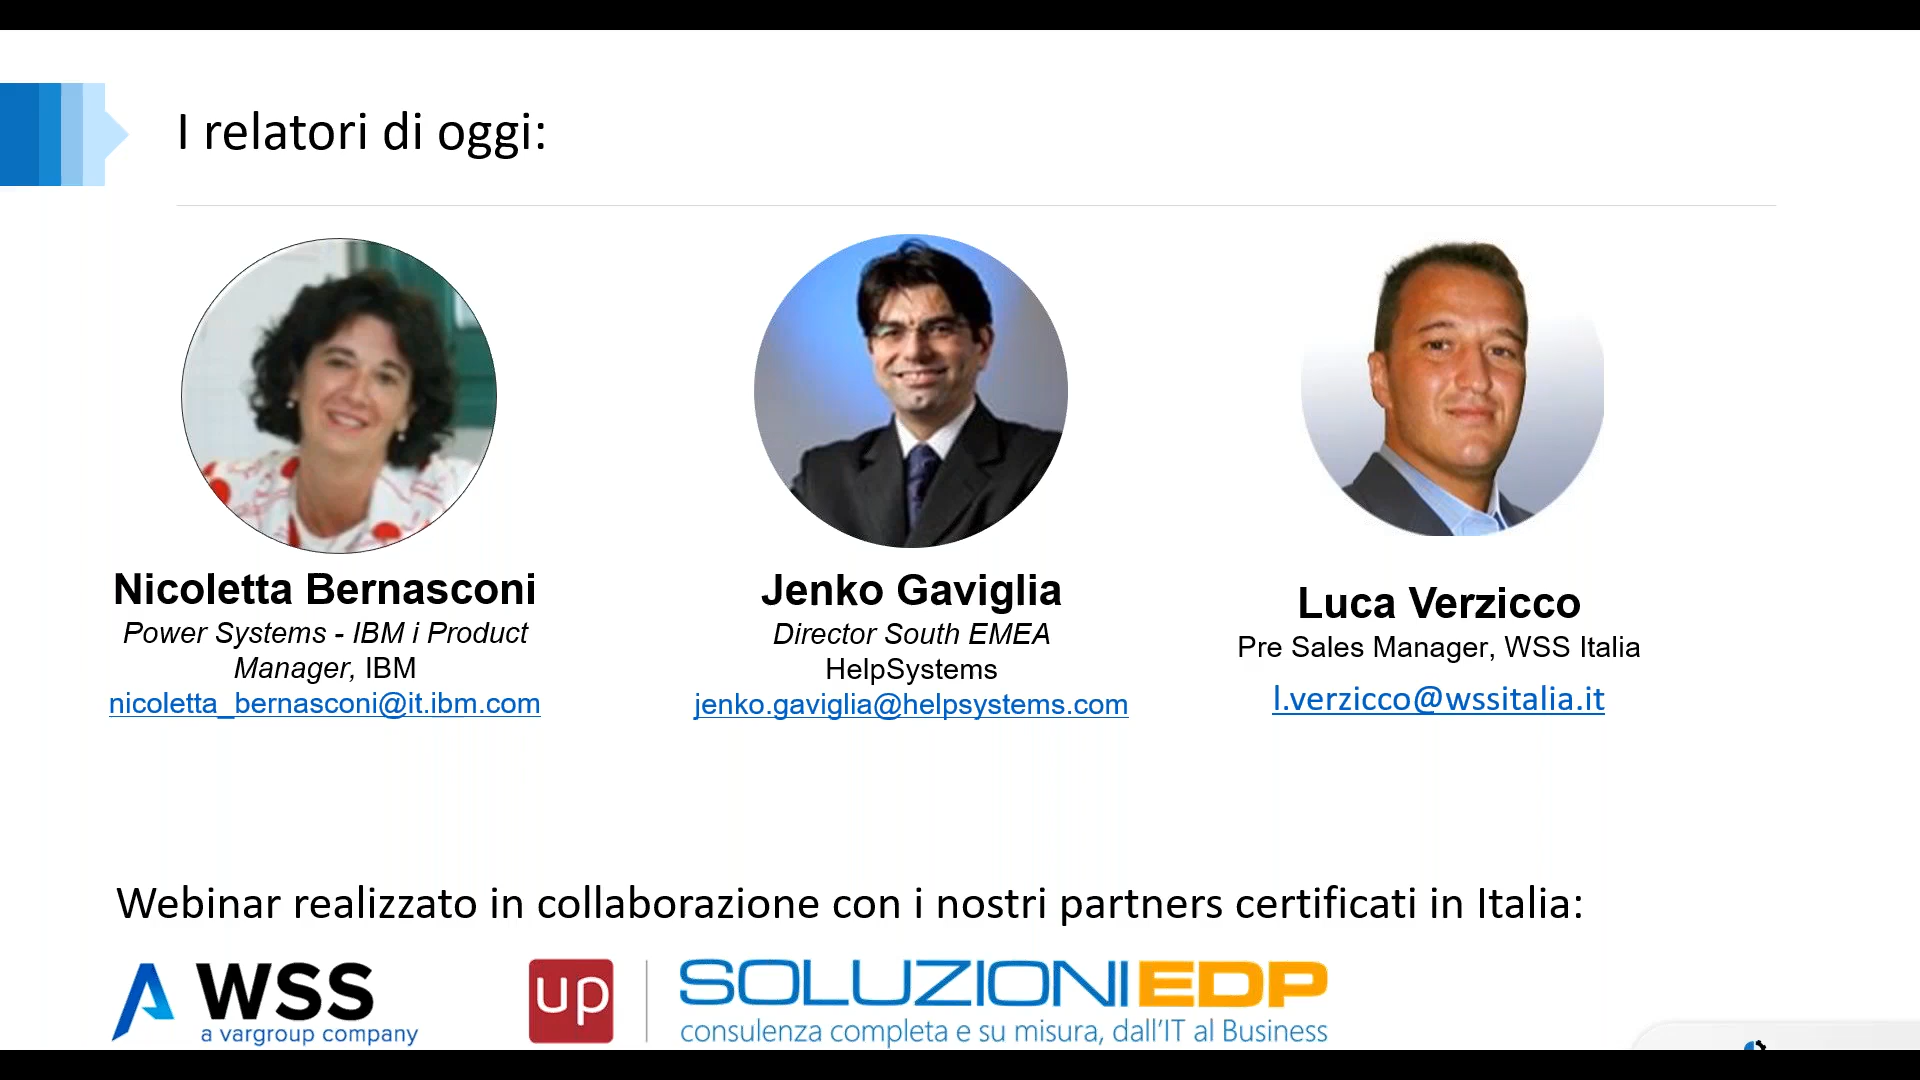 I relatori di oggi:
Nicoletta Bernasconi
Power Systems - IBM i Product
Manager, IBM
nicoletta_bernasconi@it.ibm.com
Jenko Gaviglia
Director South EMEA
HelpSystems
jenko.gaviglia@helpsystems.com
Luca Verzicco
Pre Sales Manager, WSS Italia
l.verzicco@wssitalia.it
Webinar realizzato in collaborazione con i nostri partners certificati in Italia:
WSS
a vargroup company
up
SOLUZIONIEDP
consulenza completa e su misura, dall'IT al Business